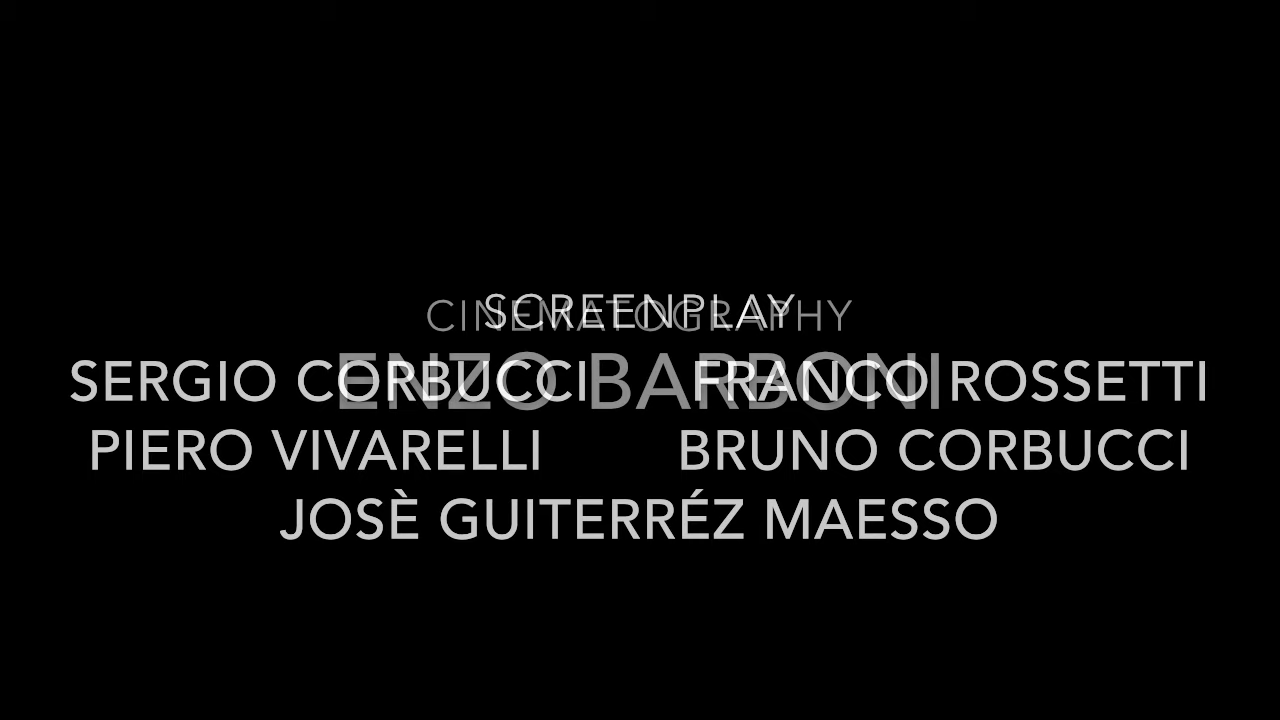 CINEMATOGRAPHY
ENZO BARBONI
SCREENPLAY
SERGIO CORBUCCI FRANCO ROSSETTI
PIERO VIVARELLI BRUNO CORBUCCI
JOSÈ GUITERRÉZ MAESSO